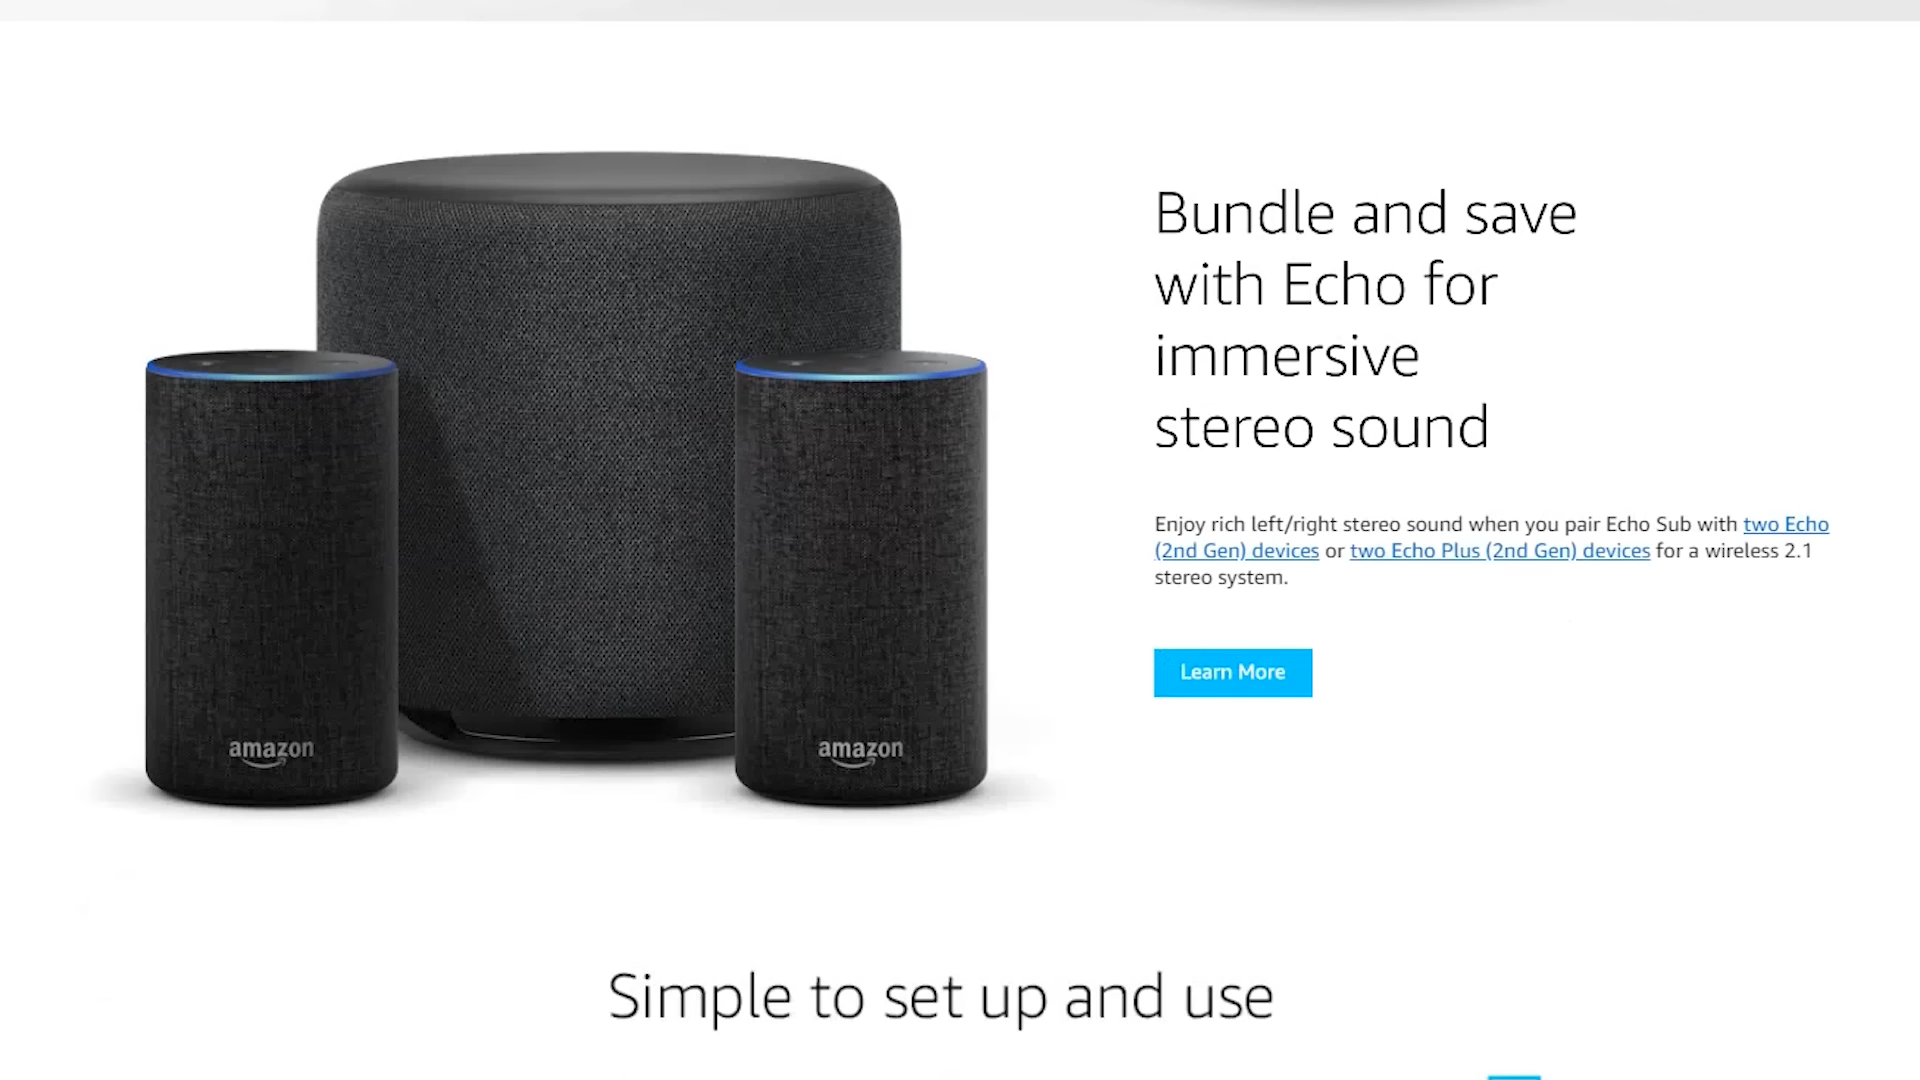 Bundle and save
with Echo for
immersive
stereo sound
Enjoy rich left/right stereo sound when you pair Echo Sub with two Echo
(2nd Gen) devices or two Echo Plus (2nd Gen) devices for a wireless 2.1
stereo system.
Learn More
amazon
amazon
Simple to set up and use